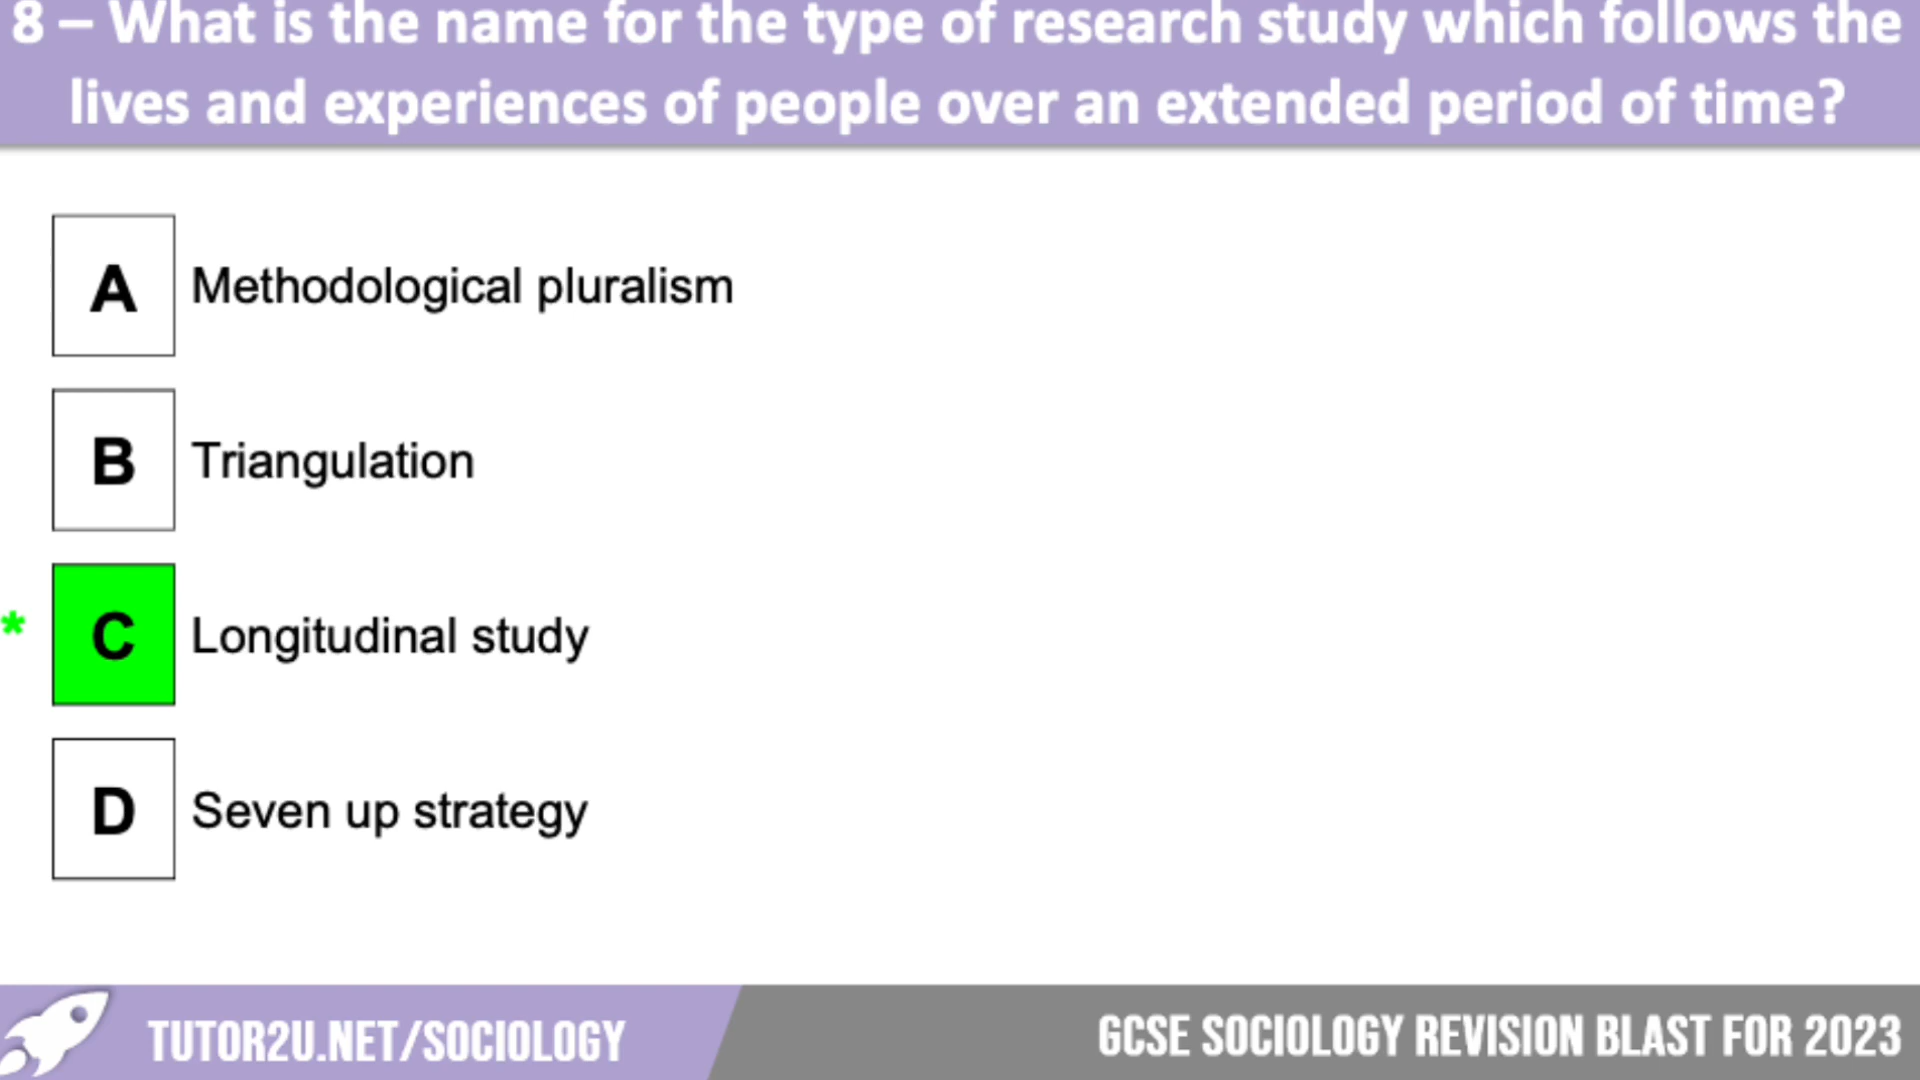 8 – What is the name for the type of research study which follows the
lives and experiences of people over an extended period of time?
A Methodological pluralism
B Triangulation
* C Longitudinal study
D Seven up strategy
TUTOR2U.NET/SOCIOLOGY
GCSE SOCIOLOGY REVISION BLAST FOR 2023